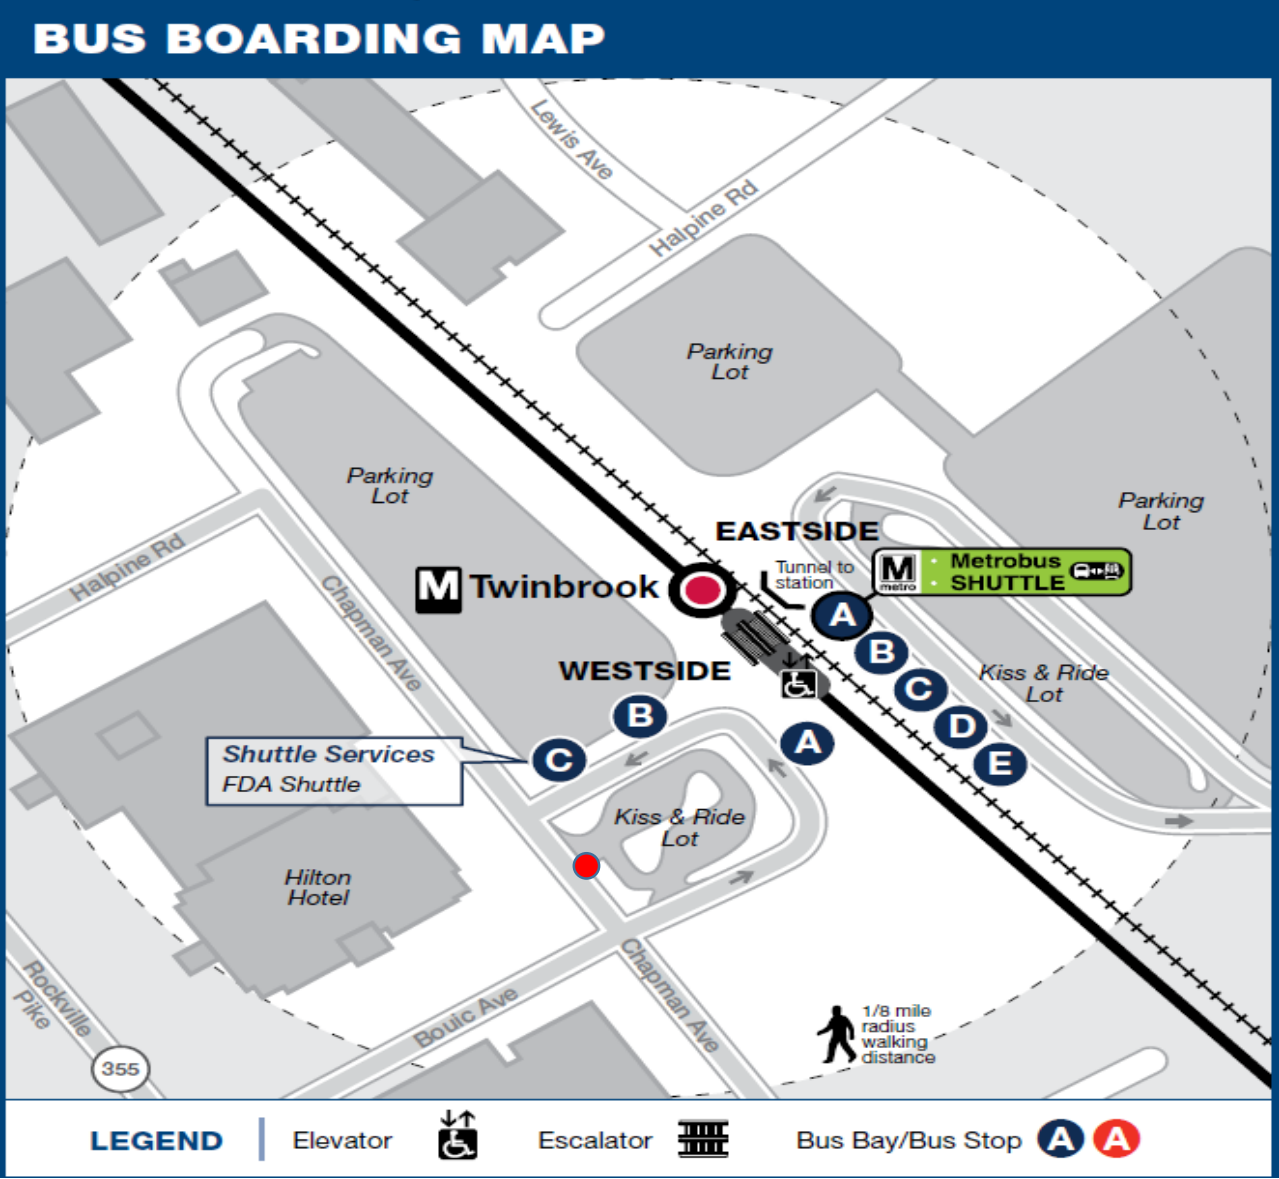 BUS BOARDING MAP
Lewis Ave
Halpine Rd
Parking
Lot
Parking
Lot
Parking
Lot
EASTSIDE
Halpine Rd
Chapman Ave
M Twinbrook
Tunnel to
station
M
metro
Metrobus
SHUTTLE
A
B
C
D
E
WESTSIDE
Kiss & Ride
Lot
B
A
C
Shuttle Services
FDA Shuttle
Kiss & Ride
Lot
Hilton
Hotel
Rockville
Pike
355
Bouic Ave
Chapman Ave
1/8 mile
radius
walking
distance
LEGEND
Elevator
Escalator
Bus Bay/Bus Stop A A